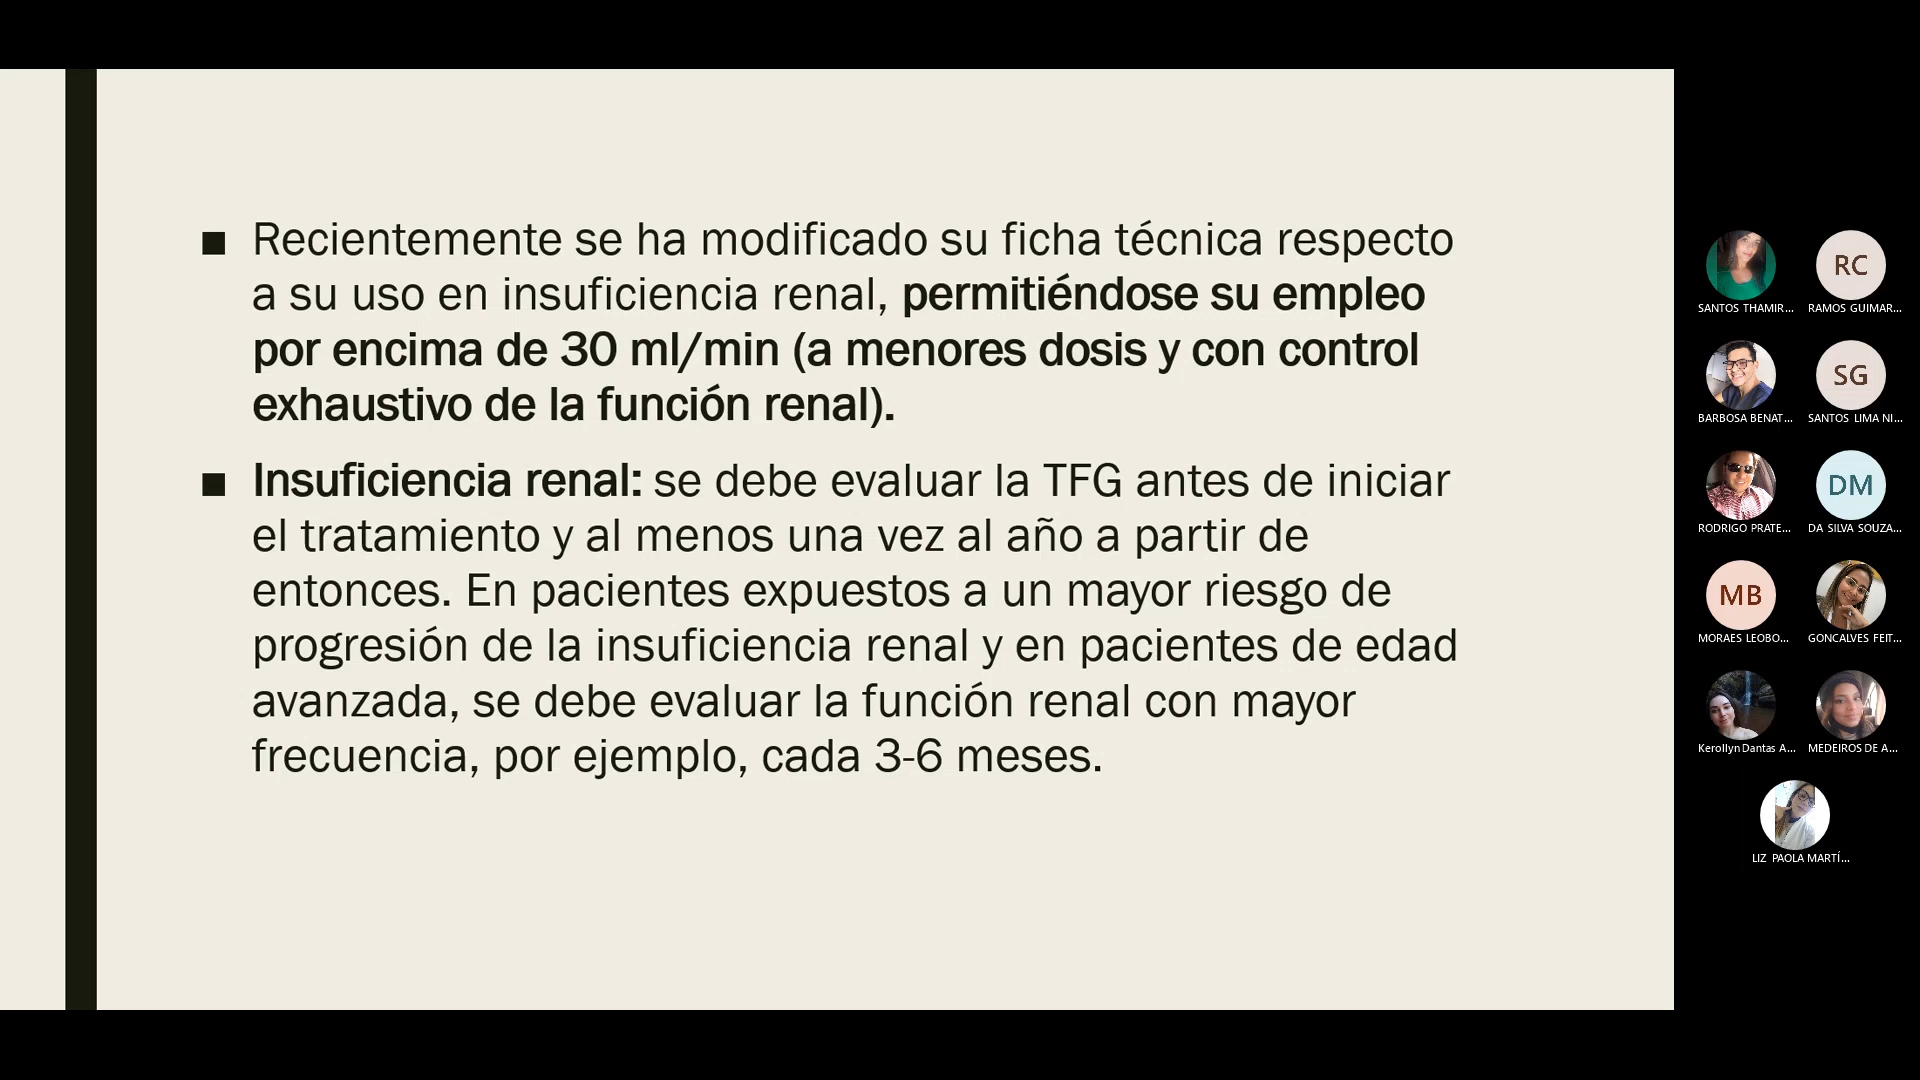 ■ Recientemente se ha modificado su ficha técnica respecto
a su uso en insuficiencia renal, permitiéndose su empleo
por encima de 30 ml/min (a menores dosis y con control
exhaustivo de la función renal).
■ Insuficiencia renal: se debe evaluar la TFG antes de iniciar
el tratamiento y al menos una vez al año a partir de
entonces. En pacientes expuestos a un mayor riesgo de
progresión de la insuficiencia renal y en pacientes de edad
avanzada, se debe evaluar la función renal con mayor
frecuencia, por ejemplo, cada 3-6 meses.
RC
SANTOS THAMIR... RAMOS GUIMAR...
SG
BARBOSA BENAT... SANTOS LIMA NI...
DM
RODRIGO PRATE... DA SILVA SOUZA...
MB
MORAES LEOBO... GONCALVES FEIT...
Kerollyn Dantas A... MEDEIROS DE A...
LIZ PAOLA MARTÍ...